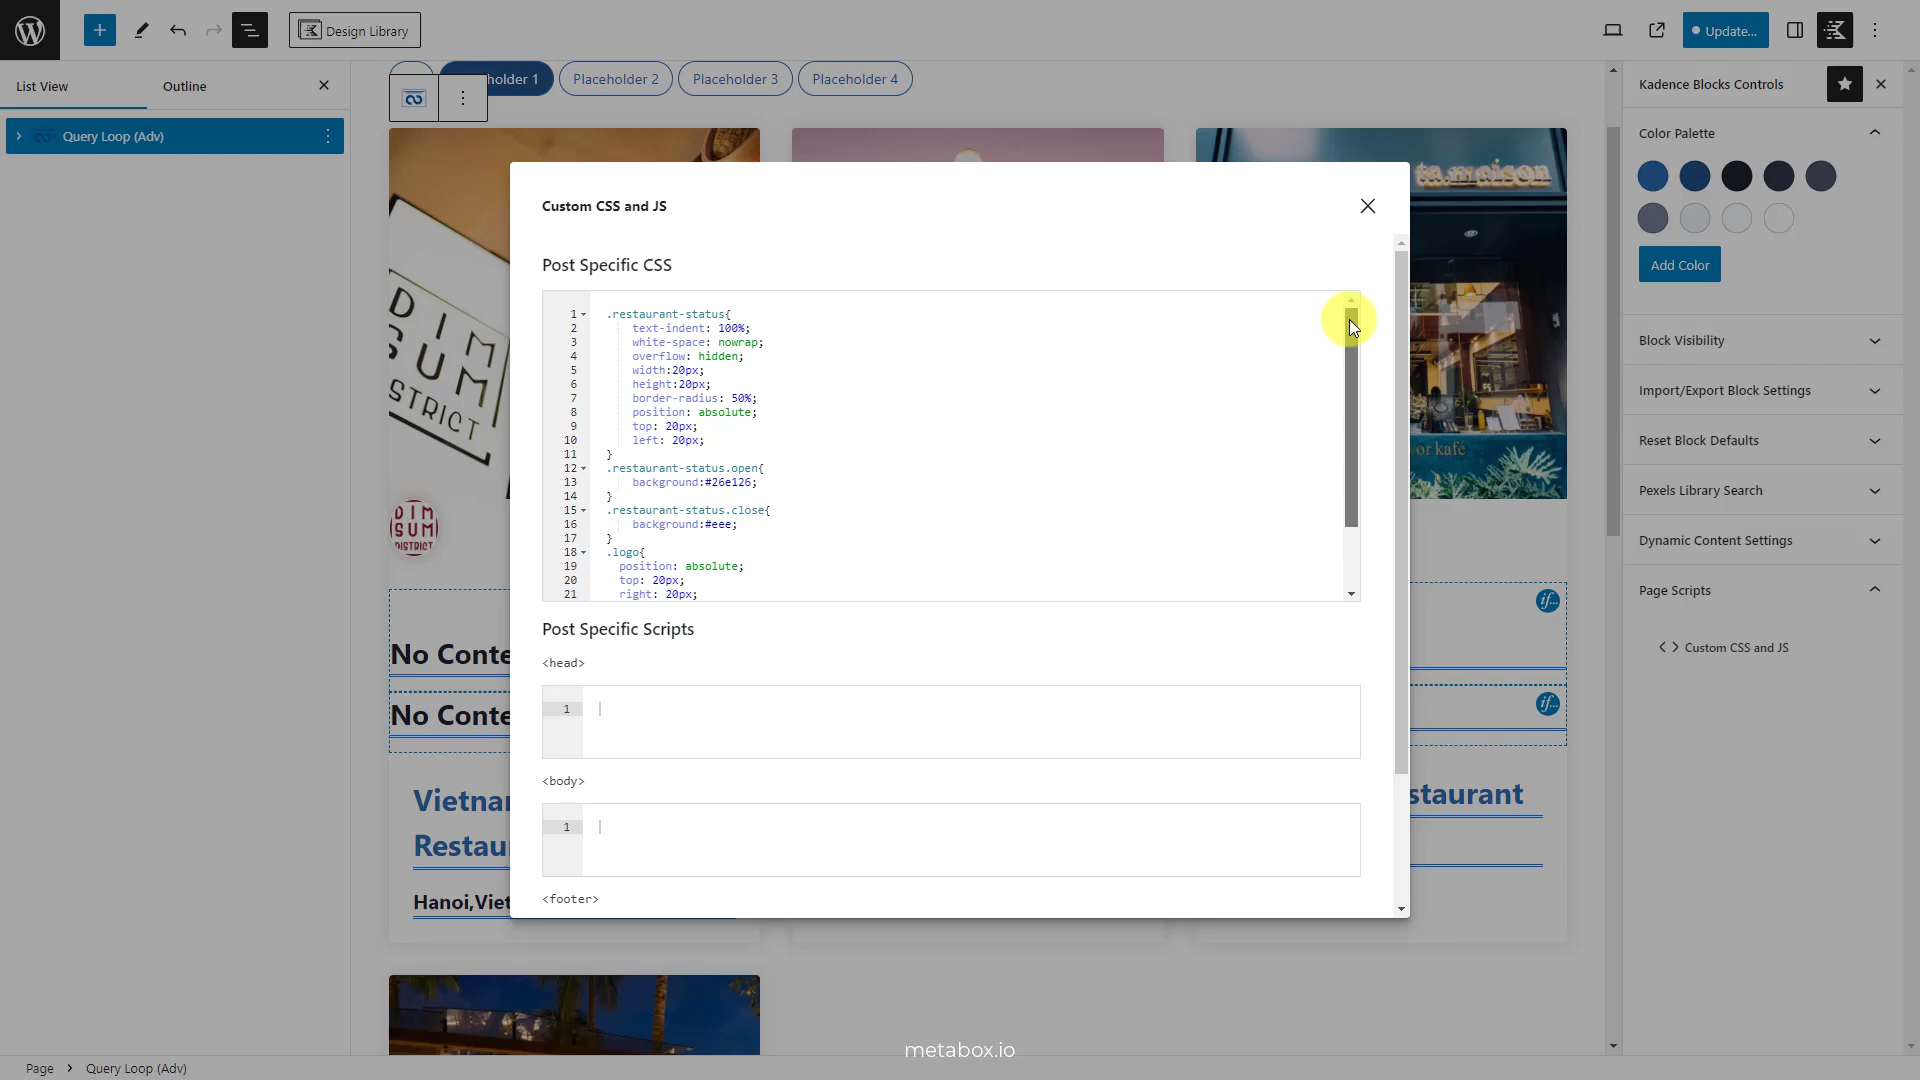 Design Library
Update...
List View
Outline
Query Loop (Adv)
holder 1
Placeholder 2
Placeholder 3
Placeholder 4
ta.maison
DIM
SUM
DISTRICT
Custom CSS and JS
Post Specific CSS
1 .restaurant-status{
2 text-indent: 100%;
3 white-space: nowrap;
4 overflow: hidden;
5 width:20px;
6 height:20px;
7 border-radius: 50%;
8 position: absolute;
9 top: 20px;
10 left: 20px;
11 }
12 .restaurant-status.open{
13 background:#26e126;
14 }
15 .restaurant-status.close{
16 background:#eee;
17 }
18 .logo{
19 position: absolute;
20 top: 20px;
21 right: 20px;
Post Specific Scripts
<head>
1
<body>
1
<footer>
DIM
SUM
DISTRICT
or kafé
if...
No Conte
if...
No Conte
Vietna
Restau
staurant
Hanoi,Viet
Kadence Blocks Controls
Color Palette
Add Color
Block Visibility
Import/Export Block Settings
Reset Block Defaults
Pexels Library Search
Dynamic Content Settings
Page Scripts
Custom CSS and JS
metabox.io
Page
Query Loop (Adv)